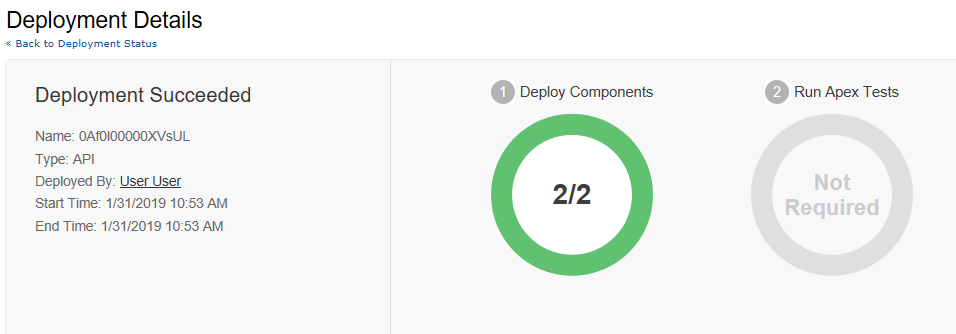 Deployment Details
« Back to Deployment Status
Deployment Succeeded
Name: 0Af0l00000XVsUL
Type: API
Deployed By: User User
Start Time: 1/31/2019 10:53 AM
End Time: 1/31/2019 10:53 AM
1 Deploy Components
2/2
2 Run Apex Tests
Not
Required